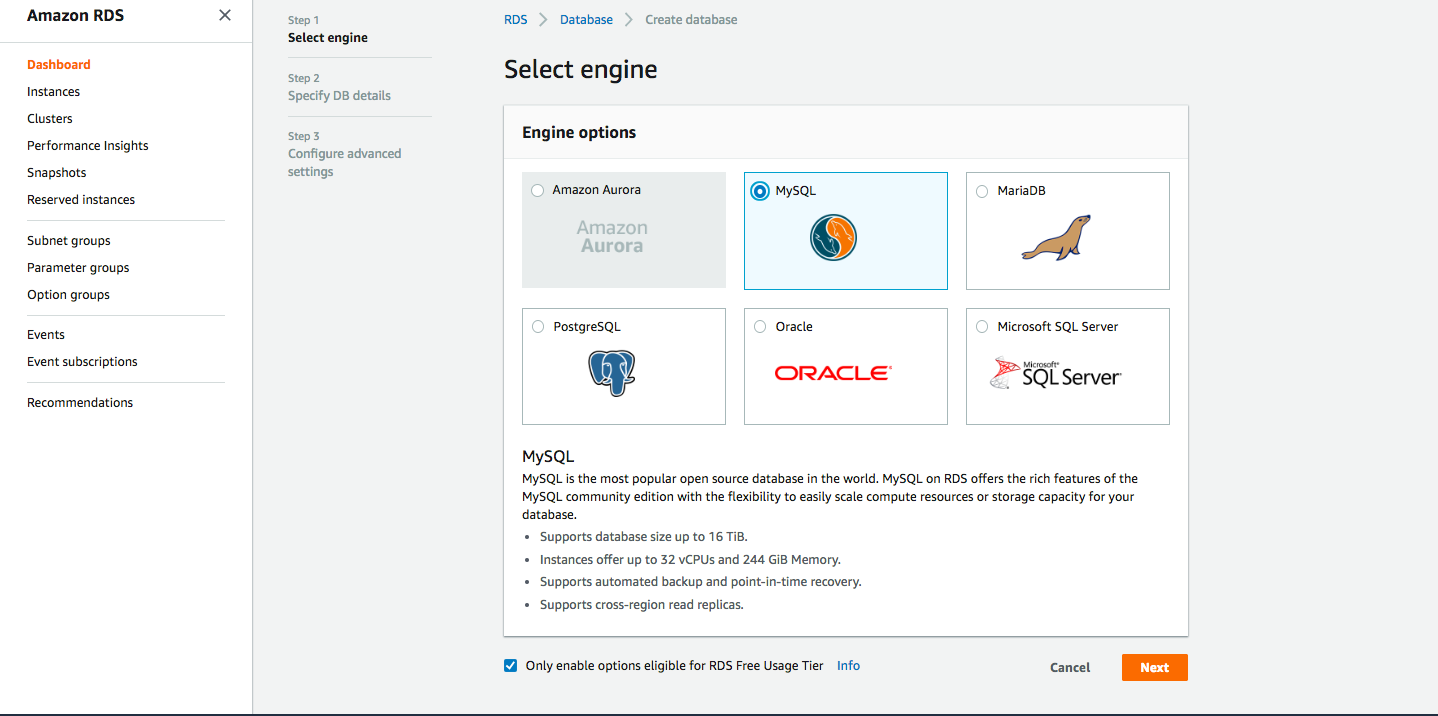 Amazon RDS
Dashboard
Instances
Clusters
Performance Insights
Snapshots
Reserved instances
Subnet groups
Parameter groups
Option groups
Events
Event subscriptions
Recommendations
Step 1
Select engine
Step 2
Specify DB details
Step 3
Configure advanced
settings
RDS
Database
Create database
Select engine
Engine options
Amazon Aurora
Amazon
Aurora
MySQL
MariaDB
PostgreSQL
Oracle
ORACLE®
Microsoft SQL Server
Microsoft®
SQL Server®
MySQL
MySQL is the most popular open source database in the world. MySQL on RDS offers the rich features of the
MySQL community edition with the flexibility to easily scale compute resources or storage capacity for your
database.
• Supports database size up to 16 TiB.
• Instances offer up to 32 vCPUs and 244 GiB Memory.
• Supports automated backup and point-in-time recovery.
• Supports cross-region read replicas.
Only enable options eligible for RDS Free Usage Tier Info
Cancel
Next